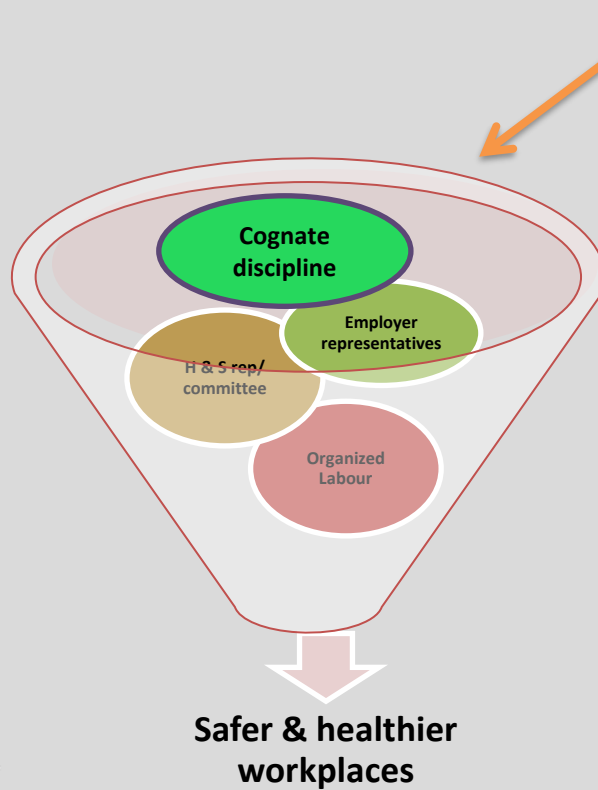 Cognate
discipline
Employer
representatives
H & S rep/
committee
Organized
Labour
Safer & healthier
workplaces